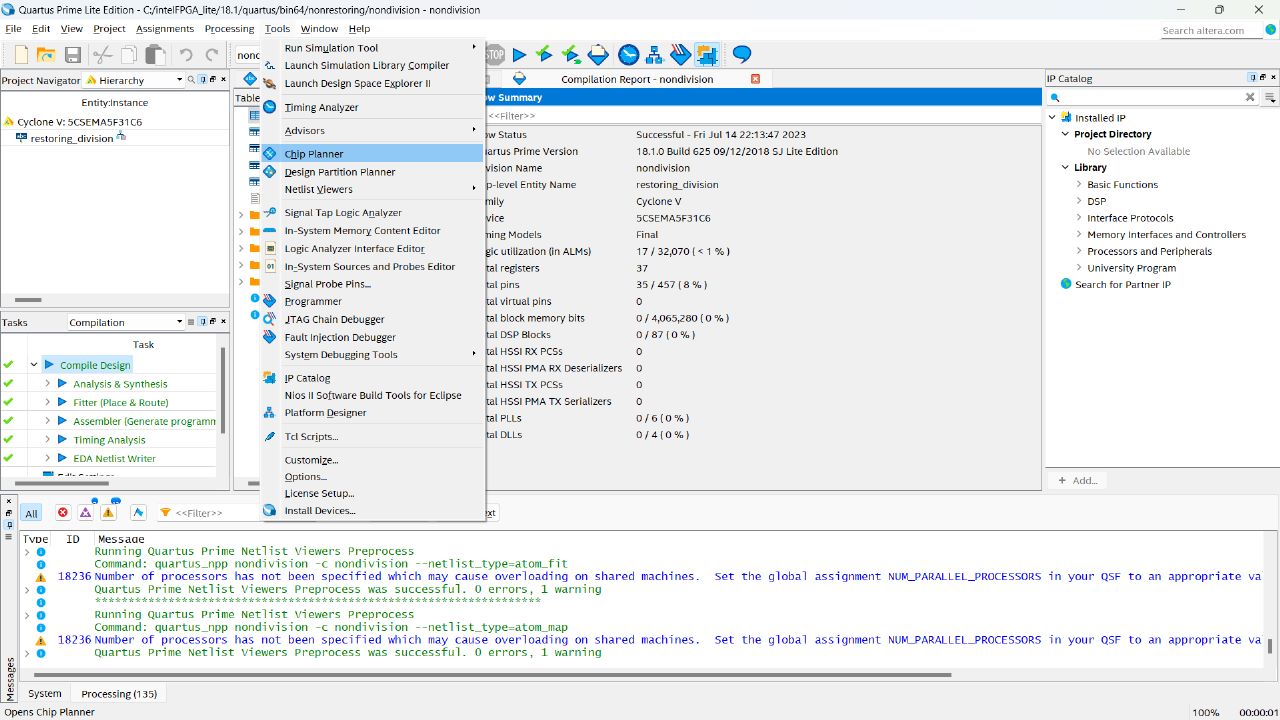 Quartus Prime Lite Edition - C:/intelFPGA_lite/18.1/quartus/bin64/nonrestoring/nondivision - nondivision
File Edit View Project Assignments Processing Tools Window Help
Search altera.com
nond
STOP
Project Navigator Hierarchy
Entity:Instance
Cyclone V: 5CSEMA5F31C6
restoring_division
Tasks Compilation
Task
Compile Design
Analysis & Synthesis
Fitter (Place & Route)
Assembler (Generate programm
Timing Analysis
EDA Netlist Writer
Run Simulation Tool
Launch Simulation Library Compiler
Launch Design Space Explorer II
Timing Analyzer
Advisors
Chip Planner
Design Partition Planner
Netlist Viewers
Signal Tap Logic Analyzer
In-System Memory Content Editor
Logic Analyzer Interface Editor
In-System Sources and Probes Editor
Signal Probe Pins...
Programmer
JTAG Chain Debugger
Fault Injection Debugger
System Debugging Tools
IP Catalog
Nios II Software Build Tools for Eclipse
Platform Designer
Tcl Scripts...
Customize...
Options...
License Setup...
Install Devices...
Compilation Report - nondivision
Table
ow Summary
<<Filter>>
ow Status Successful - Fri Jul 14 22:13:47 2023
uartus Prime Version 18.1.0 Build 625 09/12/2018 SJ Lite Edition
vision Name nondivision
p-level Entity Name restoring_division
mily Cyclone V
vice 5CSEMA5F31C6
ming Models Final
gic utilization (in ALMs) 17 / 32,070 ( < 1 % )
tal registers 37
tal pins 35 / 457 ( 8 % )
tal virtual pins 0
tal block memory bits 0 / 4,065,280 ( 0 % )
tal DSP Blocks 0 / 87 ( 0 % )
tal HSSI RX PCSs 0
tal HSSI PMA RX Deserializers 0
tal HSSI TX PCSs 0
tal HSSI PMA TX Serializers 0
tal PLLs 0 / 6 ( 0 % )
tal DLLs 0 / 4 ( 0 % )
IP Catalog
Installed IP
Project Directory
No Selection Available
Library
Basic Functions
DSP
Interface Protocols
Memory Interfaces and Controllers
Processors and Peripherals
University Program
Search for Partner IP
+ Add...
All <<Filter>> xt
Type ID Message
Running Quartus Prime Netlist Viewers Preprocess
Command: quartus_npp nondivision -c nondivision --netlist_type=atom_fit
18236 Number of processors has not been specified which may cause overloading on shared machines. Set the global assignment NUM_PARALLEL_PROCESSORS in your QSF to an appropriate va
Quartus Prime Netlist Viewers Preprocess was successful. 0 errors, 1 warning
*******************************************************************
Running Quartus Prime Netlist Viewers Preprocess
Command: quartus_npp nondivision -c nondivision --netlist_type=atom_map
18236 Number of processors has not been specified which may cause overloading on shared machines. Set the global assignment NUM_PARALLEL_PROCESSORS in your QSF to an appropriate va
Quartus Prime Netlist Viewers Preprocess was successful. 0 errors, 1 warning
Messages
System Processing (135)
Opens Chip Planner 100% 00:00:01